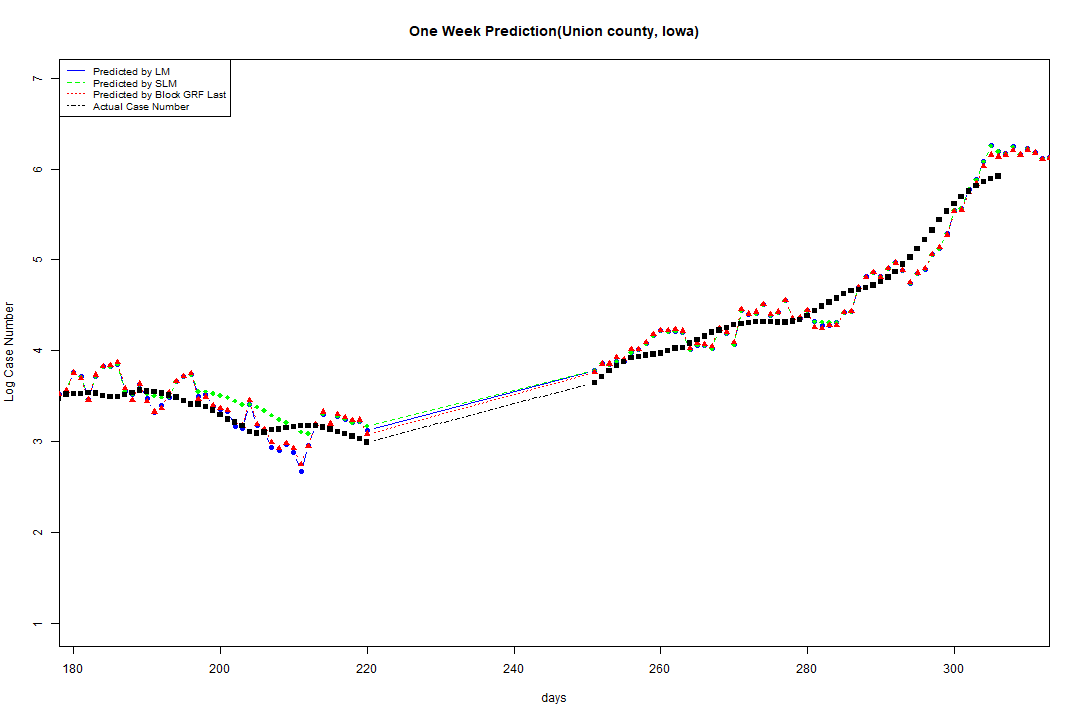 One Week Prediction(Union county, Iowa)
Predicted by LM
Predicted by SLM
Predicted by Block GRF Last
Actual Case Number
7
6
5
4
3
2
1
Log Case Number
180 200 220 240 260 280 300
days